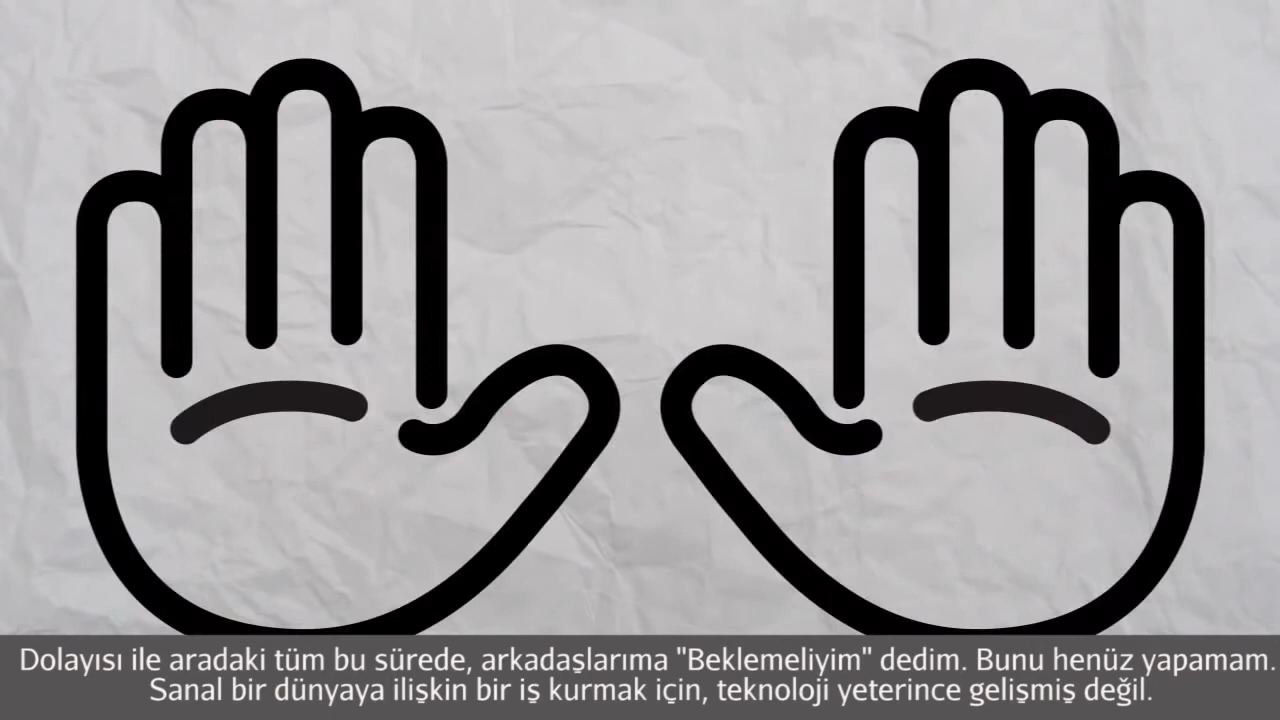 Dolayısı ile aradaki tüm bu sürede, arkadaşlarıma "Beklemeliyim" dedim. Bunu henüz yapamam.
Sanal bir dünyaya ilişkin bir iş kurmak için, teknoloji yeterince gelişmiş değil.